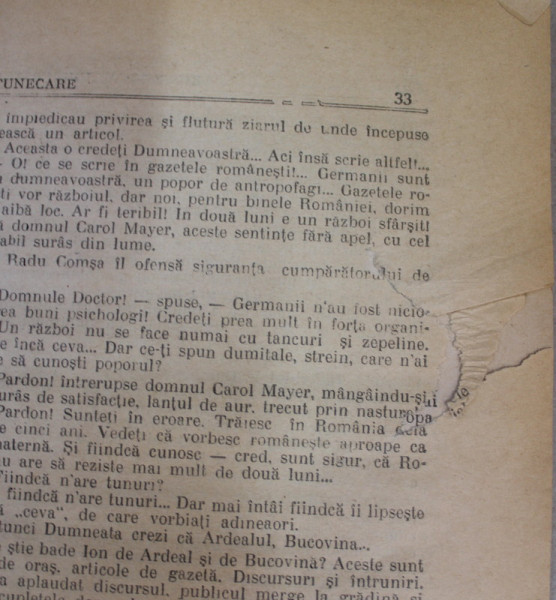 TUNECARE 33
împiedicau privirea și flutură ziarul de unde începuse
ească un articol.
Aceasta o credeți Dumneavoastră... Aci însă scrie altfel!...
— O! ce se scrie în gazetele românești!... Germanii sunt
dumneavoastră, un popor de antropofagi... Gazetele ro-
ti vor războiul, dar noi, pentru binele României, dorim
aibă loc. Ar fi teribil! In două luni e un război sfârșit!
ă domnul Carol Mayer, aceste sentințe fără apel, cu cel
abil surâs din lume.
Radu Comșa îl ofensă siguranța cumpărătorului de
Domnule Doctor! — spuse, — Germanii n'au fost nicio-
ea buni psichologi! Credeți prea mult în forța organi-
Un război nu se face numai cu tancuri și zepeline.
e încă ceva... Dar ce-ți spun dumitale, strein, care n'ai
e să cunoști poporul?
Pardon! întrerupse domnul Carol Mayer, mângâindu-și
surâs de satisfacție, lanțul de aur, trecut prin nasturi
Pardon! Sunteți în eroare. Trăiesc în România
e cinci ani. Vedeți că vorbesc românește aproape ca
maternă. Și fiindcă cunosc — cred, sunt sigur, că Ro-
nu are să reziste mai mult de două luni...
Fiindcă n'are tunuri?
fiindcă n'are tunuri... Dar mai întâi fiindcă îi lipsește
ă „ceva", de care vorbiați adineaori.
tunci Dumneata crezi că Ardealul, Bucovina...
știe bade Ion de Ardeal și de Bucovina? Aceste sunt
de oraș, articole de gazetă. Discursuri și întruniri.
a aplaudat discursul, publicul merge la grădină și